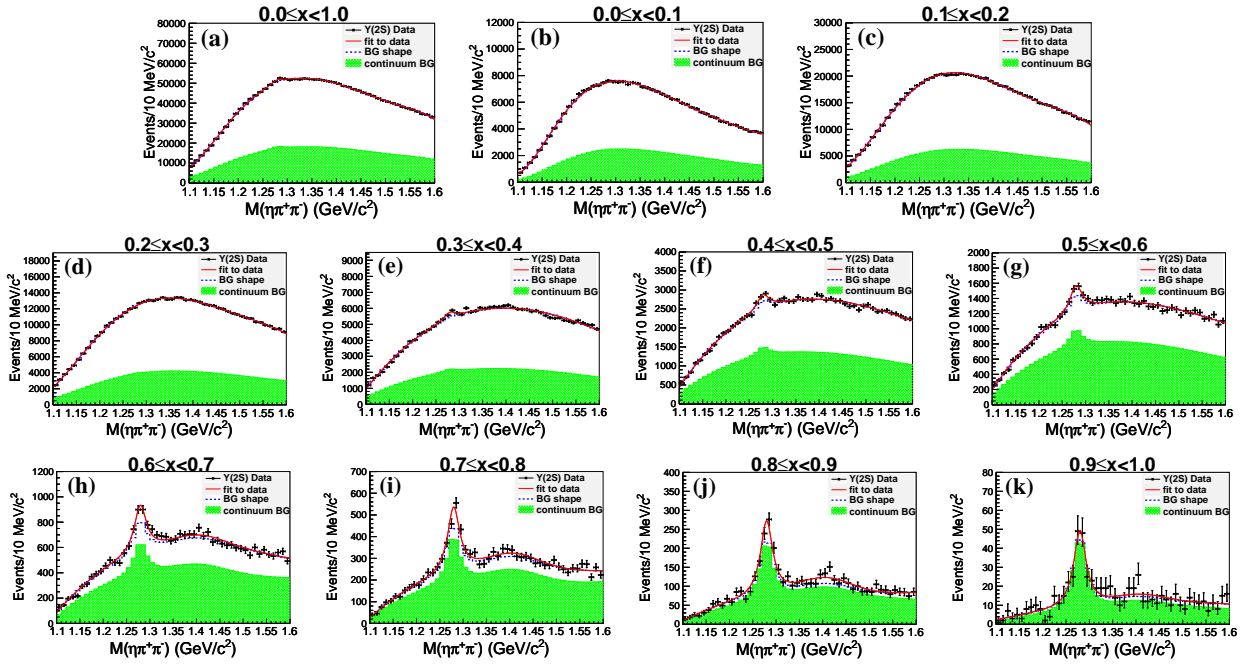 0.0≤x<1.0
(a)
Υ(2S) Data
fit to data
BG shape
continuum BG
Events/10 MeV/c²
80000
70000
60000
50000
40000
30000
20000
10000
0
1.1 1.15 1.2 1.25 1.3 1.35 1.4 1.45 1.5 1.55 1.6
M(ηπ⁺π⁻) (GeV/c²)
0.0≤x<0.1
(b)
Υ(2S) Data
fit to data
BG shape
continuum BG
Events/10 MeV/c²
12000
10000
8000
6000
4000
2000
0
1.1 1.15 1.2 1.25 1.3 1.35 1.4 1.45 1.5 1.55 1.6
M(ηπ⁺π⁻) (GeV/c²)
0.1≤x<0.2
(c)
Υ(2S) Data
fit to data
BG shape
continuum BG
Events/10 MeV/c²
30000
25000
20000
15000
10000
5000
0
1.1 1.15 1.2 1.25 1.3 1.35 1.4 1.45 1.5 1.55 1.6
M(ηπ⁺π⁻) (GeV/c²)
0.2≤x<0.3
(d)
Υ(2S) Data
fit to data
BG shape
continuum BG
Events/10 MeV/c²
18000
16000
14000
12000
10000
8000
6000
4000
2000
0
1.1 1.15 1.2 1.25 1.3 1.35 1.4 1.45 1.5 1.55 1.6
M(ηπ⁺π⁻) (GeV/c²)
0.3≤x<0.4
(e)
Υ(2S) Data
fit to data
BG shape
continuum BG
Events/10 MeV/c²
9000
8000
7000
6000
5000
4000
3000
2000
1000
0
1.1 1.15 1.2 1.25 1.3 1.35 1.4 1.45 1.5 1.55 1.6
M(ηπ⁺π⁻) (GeV/c²)
0.4≤x<0.5
(f)
Υ(2S) Data
fit to data
BG shape
continuum BG
Events/10 MeV/c²
4000
3500
3000
2500
2000
1500
1000
500
0
1.1 1.15 1.2 1.25 1.3 1.35 1.4 1.45 1.5 1.55 1.6
M(ηπ⁺π⁻) (GeV/c²)
0.5≤x<0.6
(g)
Υ(2S) Data
fit to data
BG shape
continuum BG
Events/10 MeV/c²
2000
1800
1600
1400
1200
1000
800
600
400
200
0
1.1 1.15 1.2 1.25 1.3 1.35 1.4 1.45 1.5 1.55 1.6
M(ηπ⁺π⁻) (GeV/c²)
0.6≤x<0.7
(h)
Υ(2S) Data
fit to data
BG shape
continuum BG
Events/10 MeV/c²
1200
1000
800
600
400
200
0
1.1 1.15 1.2 1.25 1.3 1.35 1.4 1.45 1.5 1.55 1.6
M(ηπ⁺π⁻) (GeV/c²)
0.7≤x<0.8
(i)
Υ(2S) Data
fit to data
BG shape
continuum BG
Events/10 MeV/c²
700
600
500
400
300
200
100
0
1.1 1.15 1.2 1.25 1.3 1.35 1.4 1.45 1.5 1.55 1.6
M(ηπ⁺π⁻) (GeV/c²)
0.8≤x<0.9
(j)
Υ(2S) Data
fit to data
BG shape
continuum BG
Events/10 MeV/c²
400
350
300
250
200
150
100
50
0
1.1 1.15 1.2 1.25 1.3 1.35 1.4 1.45 1.5 1.55 1.6
M(ηπ⁺π⁻) (GeV/c²)
0.9≤x<1.0
(k)
Υ(2S) Data
fit to data
BG shape
continuum BG
Events/10 MeV/c²
80
70
60
50
40
30
20
10
0
1.1 1.15 1.2 1.25 1.3 1.35 1.4 1.45 1.5 1.55 1.6
M(ηπ⁺π⁻) (GeV/c²)